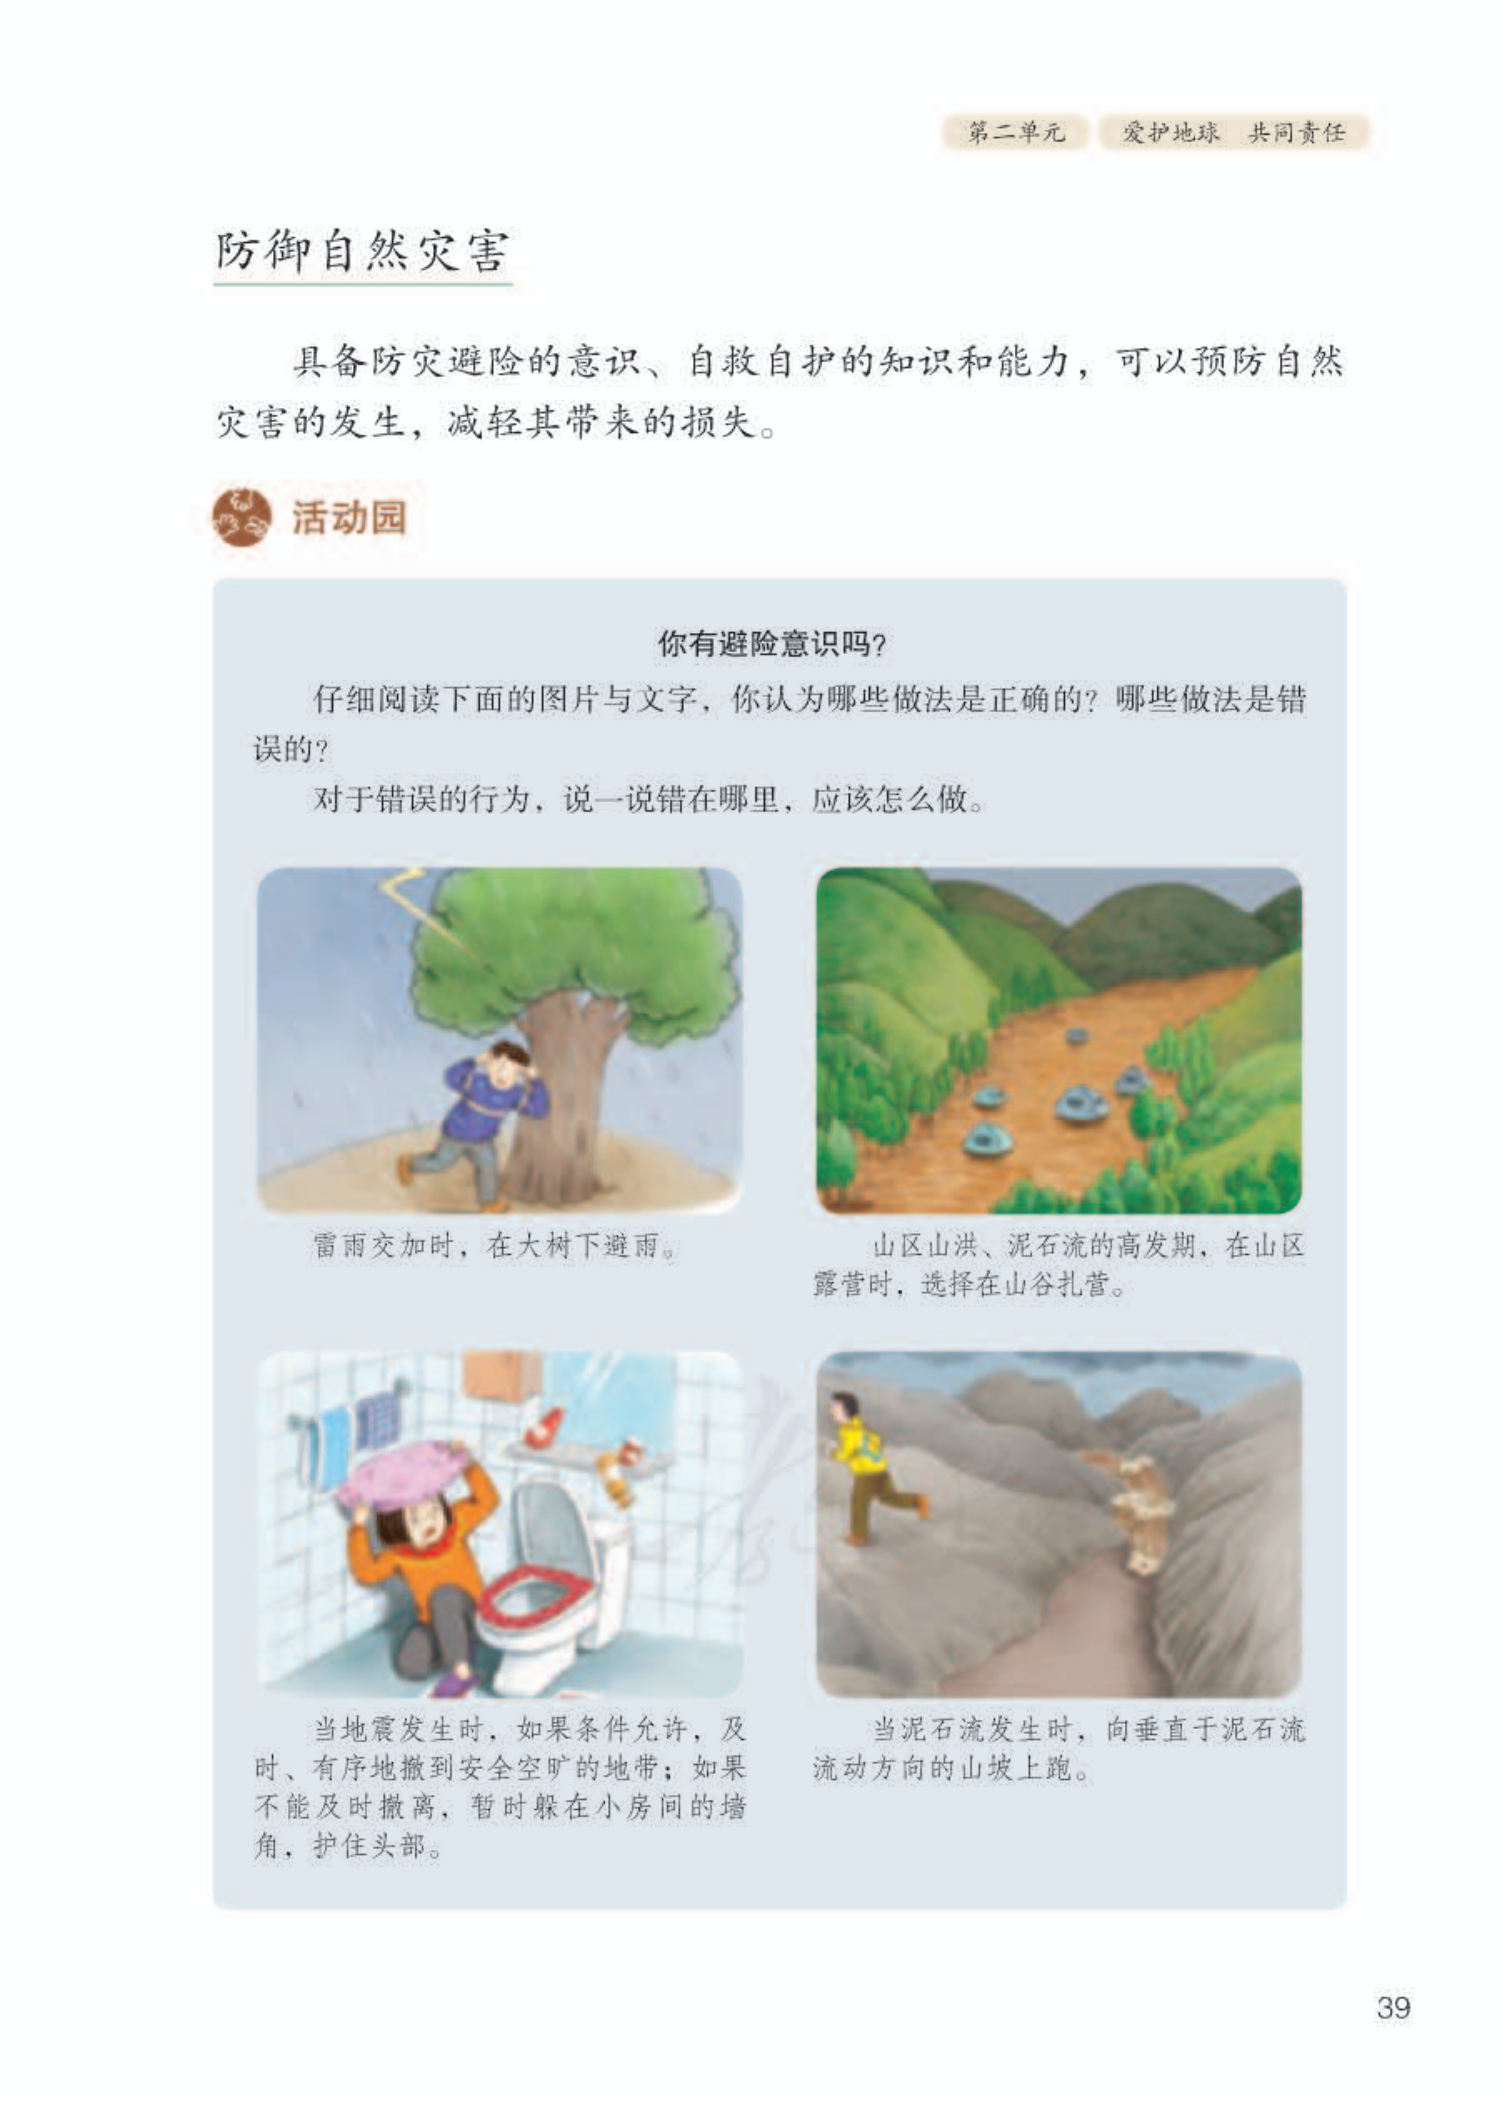 第二单元 爱护地球 共同责任
防御自然灾害
具备防灾避险的意识、自救自护的知识和能力，可以预防自然
灾害的发生，减轻其带来的损失。
活动园
你有避险意识吗？
仔细阅读下面的图片与文字，你认为哪些做法是正确的？哪些做法是错
误的？
对于错误的行为，说一说错在哪里，应该怎么做。
雷雨交加时，在大树下避雨。
山区山洪、泥石流的高发期，在山区
露营时，选择在山谷扎营。
当地震发生时，如果条件允许，及
时、有序地撤到安全空旷的地带；如果
不能及时撤离，暂时躲在小房间的墙
角，护住头部。
当泥石流发生时，向垂直于泥石流
流动方向的山坡上跑。
39